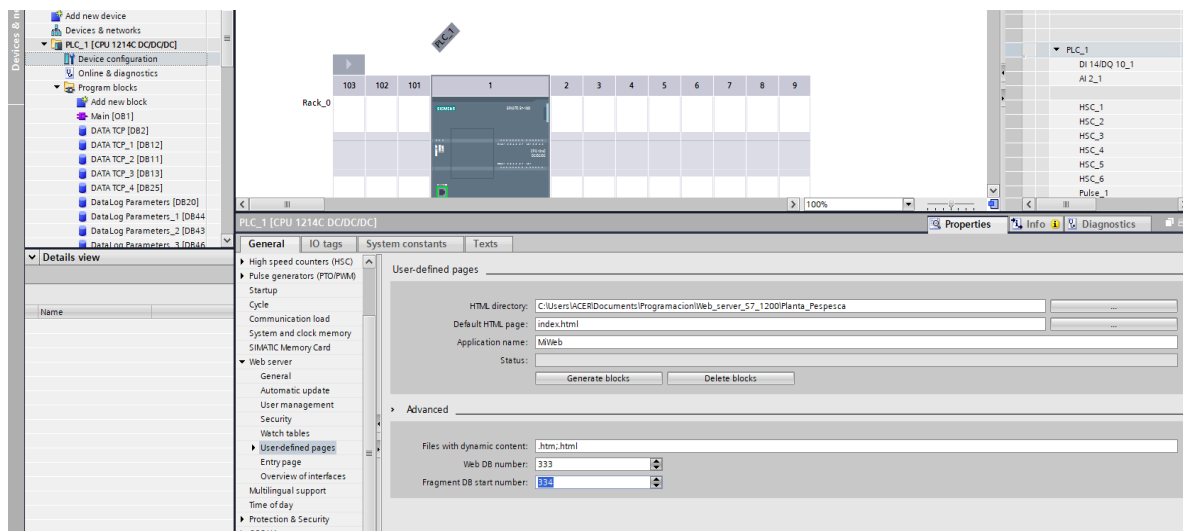 Devices & ne
Add new device
Devices & networks
PLC_1 [CPU 1214C DC/DC/DC]
Device configuration
Online & diagnostics
Program blocks
Add new block
Main [OB1]
DATA TCP [DB2]
DATA TCP_1 [DB12]
DATA TCP_2 [DB11]
DATA TCP_3 [DB13]
DATA TCP_4 [DB25]
DataLog Parameters [DB20]
DataLog Parameters_1 [DB44
DataLog Parameters_2 [DB43
DataLog Parameters_3 [DB46
Details view
Name
PLC_1
103 102 101 1 2 3 4 5 6 7 8 9
Rack_0
SIEMENS
100%
PLC_1
DI 14/DQ 10_1
AI 2_1
HSC_1
HSC_2
HSC_3
HSC_4
HSC_5
HSC_6
Pulse_1
PLC_1 [CPU 1214C DC/DC/DC]
Properties
Info
Diagnostics
General
IO tags
System constants
Texts
High speed counters (HSC)
Pulse generators (PTO/PWM)
Startup
Cycle
Communication load
System and clock memory
SIMATIC Memory Card
Web server
General
Automatic update
User management
Security
Watch tables
User-defined pages
Entry page
Overview of interfaces
Multilingual support
Time of day
Protection & Security
User-defined pages
HTML directory: C:\Users\ACER\Documents\Programacion\Web_server_S7_1200\Planta_Pespesca ...
Default HTML page: index.html ...
Application name: MiWeb
Status:
Generate blocks Delete blocks
Advanced
Files with dynamic content: .htm;.html
Web DB number: 333
Fragment DB start number: 334